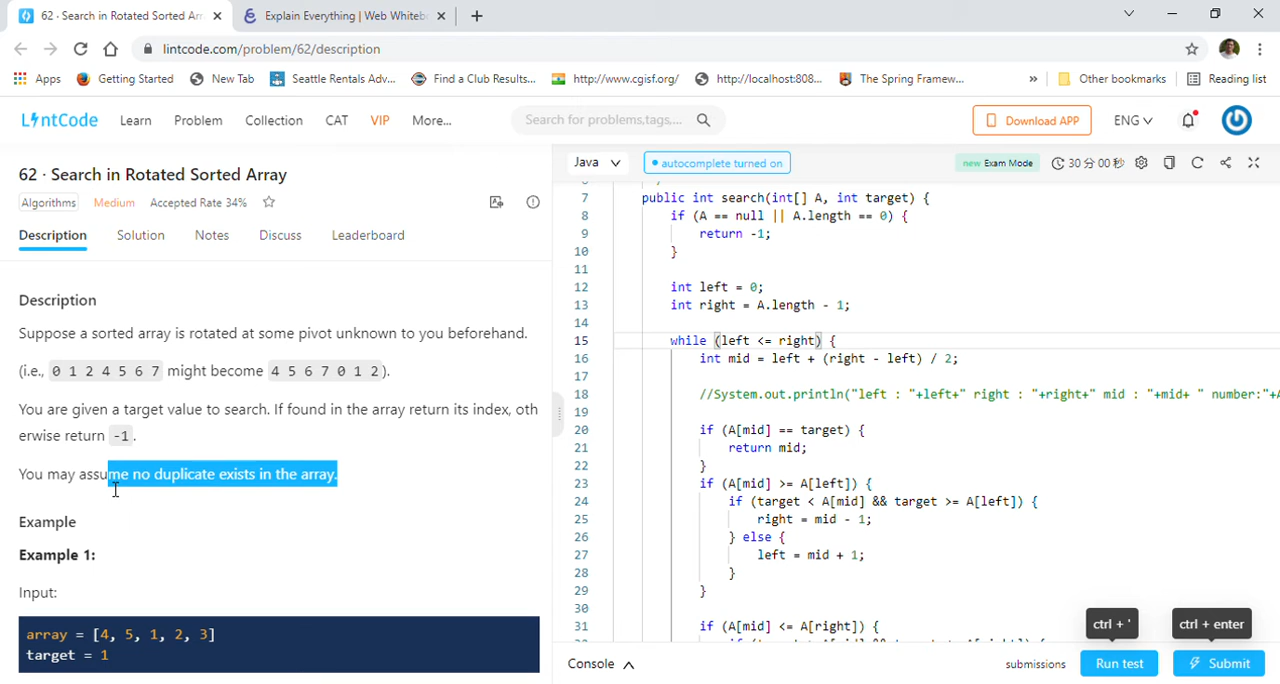 62 · Search in Rotated Sorted Arr
Explain Everything | Web Whitebo
lintcode.com/problem/62/description
Apps
Getting Started
New Tab
Seattle Rentals Adv...
Find a Club Results...
http://www.cgisf.org/
http://localhost:808...
The Spring Framew...
»
Other bookmarks
Reading list
LintCode
Learn
Problem
Collection
CAT
VIP
More...
Search for problems,tags,...
Download APP
ENG
62 · Search in Rotated Sorted Array
Algorithms
Medium
Accepted Rate 34%
Description
Solution
Notes
Discuss
Leaderboard
Description
Suppose a sorted array is rotated at some pivot unknown to you beforehand.
(i.e., 0 1 2 4 5 6 7 might become 4 5 6 7 0 1 2).
You are given a target value to search. If found in the array return its index, oth
erwise return -1.
You may assume no duplicate exists in the array.
Example
Example 1:
Input:
array = [4, 5, 1, 2, 3]
target = 1
Java
autocomplete turned on
new Exam Mode
30 分 00 秒
7 public int search(int[] A, int target) {
8 if (A == null || A.length == 0) {
9 return -1;
10 }
11
12 int left = 0;
13 int right = A.length - 1;
14
15 while (left <= right) {
16 int mid = left + (right - left) / 2;
17
18 //System.out.println("left : "+left+" right : "+right+" mid : "+mid+ " number:"+
19
20 if (A[mid] == target) {
21 return mid;
22 }
23 if (A[mid] >= A[left]) {
24 if (target < A[mid] && target >= A[left]) {
25 right = mid - 1;
26 } else {
27 left = mid + 1;
28 }
29 }
30
31 if (A[mid] <= A[right]) {
ctrl + '
ctrl + enter
Console
submissions
Run test
Submit